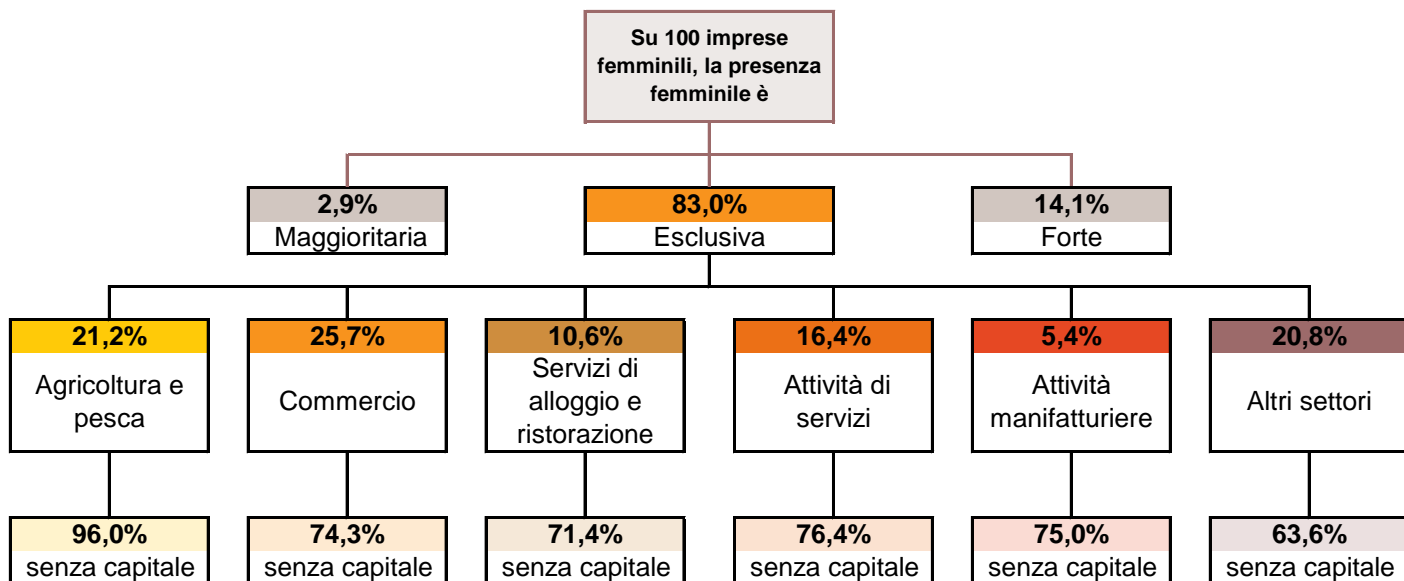 Su 100 imprese
femminili, la presenza
femminile è
2,9%
Maggioritaria
83,0%
Esclusiva
14,1%
Forte
21,2%
Agricoltura e
pesca
25,7%
Commercio
10,6%
Servizi di
alloggio e
ristorazione
16,4%
Attività di
servizi
5,4%
Attività
manifatturiere
20,8%
Altri settori
96,0%
senza capitale
74,3%
senza capitale
71,4%
senza capitale
76,4%
senza capitale
75,0%
senza capitale
63,6%
senza capitale